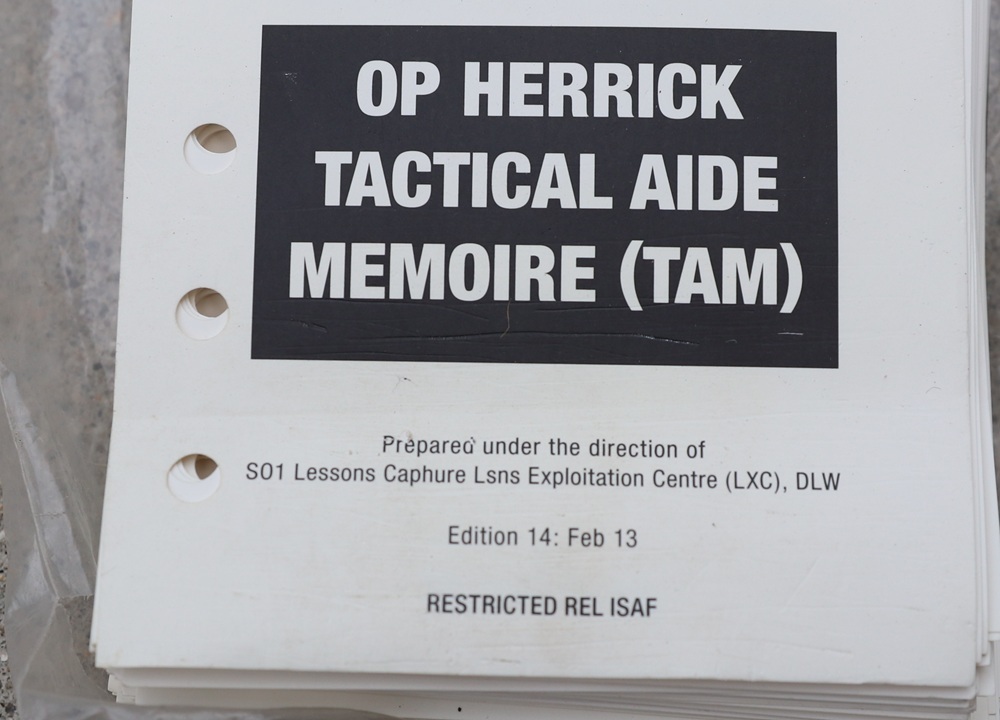 OP HERRICK
TACTICAL AIDE
MEMOIRE (TAM)
Prepared under the direction of
SO1 Lessons Caphure Lsns Exploitation Centre (LXC), DLW
Edition 14: Feb 13
RESTRICTED REL ISAF